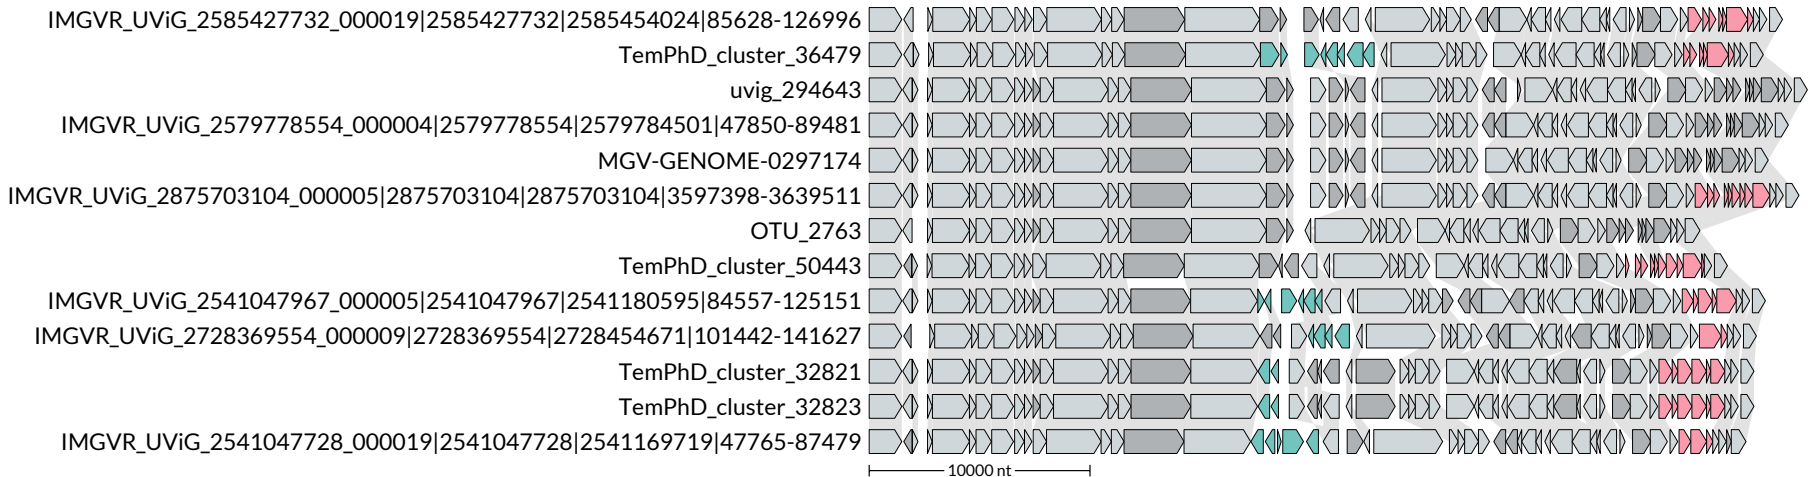 IMGVR_UViG_2585427732_000019|2585427732|2585454024|85628-126996
TemPhD_cluster_36479
uvig_294643
IMGVR_UViG_2579778554_000004|2579778554|2579784501|47850-89481
MGV-GENOME-0297174
IMGVR_UViG_2875703104_000005|2875703104|2875703104|3597398-3639511
OTU_2763
TemPhD_cluster_50443
IMGVR_UViG_2541047967_000005|2541047967|2541180595|84557-125151
IMGVR_UViG_2728369554_000009|2728369554|2728454671|101442-141627
TemPhD_cluster_32821
TemPhD_cluster_32823
IMGVR_UViG_2541047728_000019|2541047728|2541169719|47765-87479
10000 nt